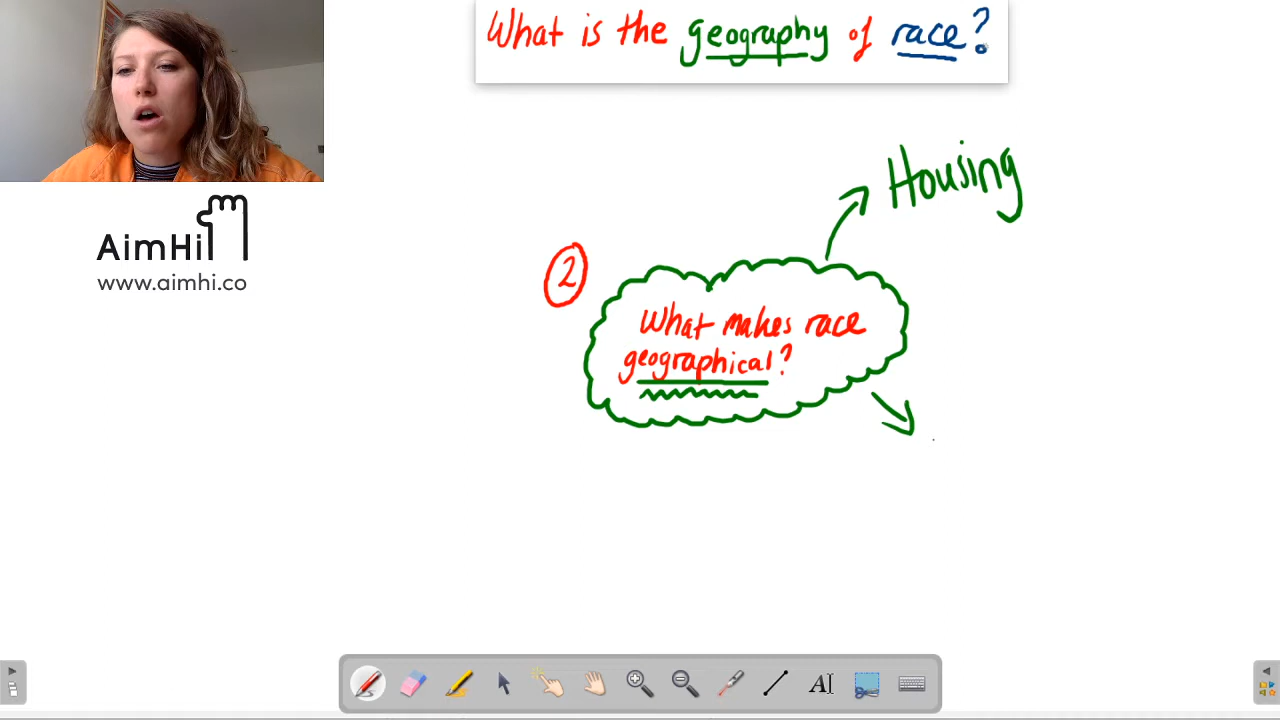 What is the geography of race?
Housing
AimHi
www.aimhi.co
2
What makes race
geographical?
A